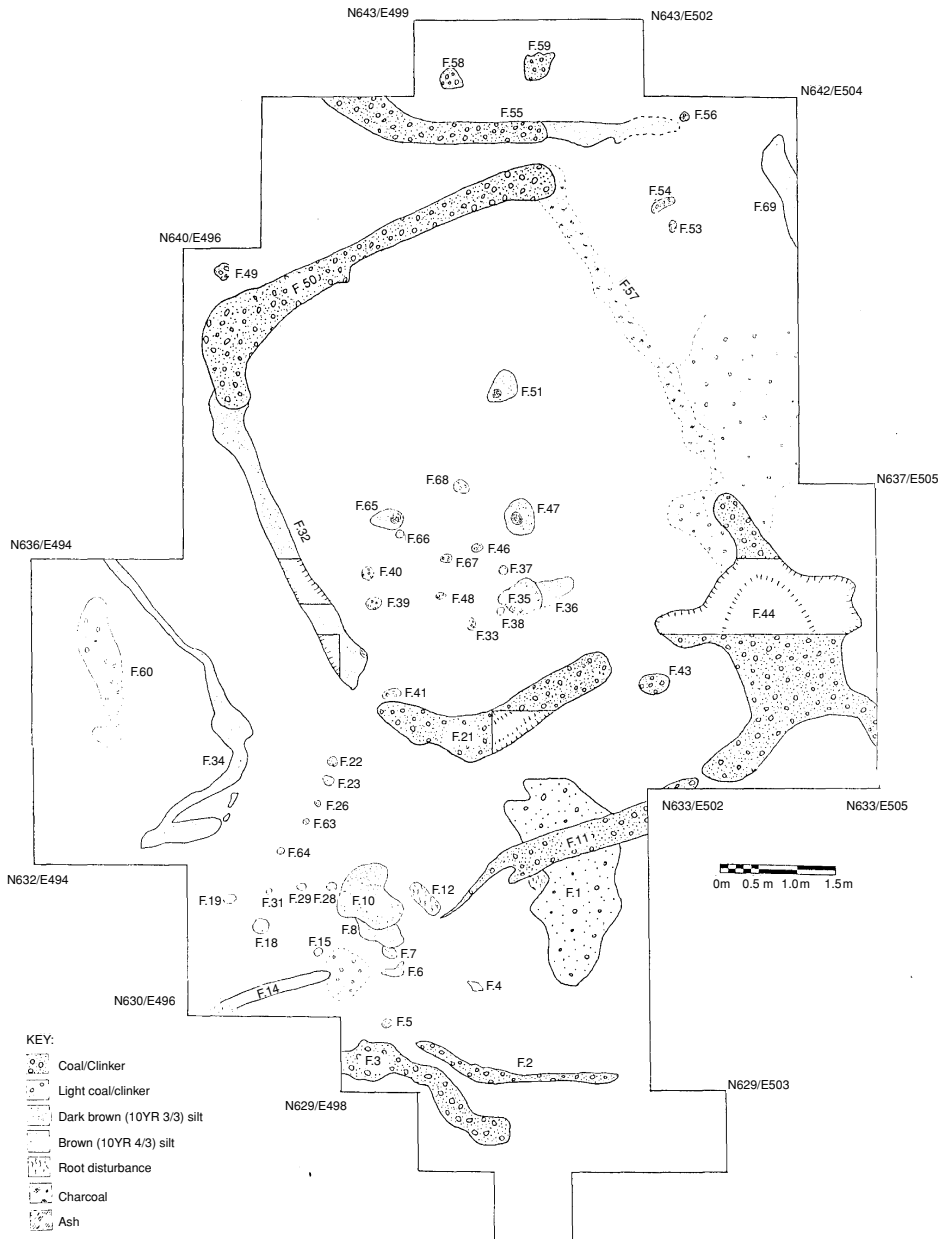 N643/E499
N643/E502
F.58
F.59
N642/E504
F.55
F.56
F.54
F.53
F.69
N640/E496
F.49
F.50
F.57
F.51
F.68
N637/E505
F.65
F.47
F.66
F.32
F.46
F.67
N636/E494
F.40
F.37
F.39
F.48
F.35
F.36
F.38
F.33
F.44
F.60
F.43
F.41
F.21
F.34
F.22
F.23
F.26
F.63
N633/E502
N633/E505
F.11
F.64
N632/E494
0m 0.5 m 1.0m 1.5m
F.19
F.31
F.29
F.28
F.10
F.12
F.1
F.18
F.8
F.15
F.7
F.6
F.14
F.4
N630/E496
F.5
F.3
F.2
N629/E503
N629/E498
KEY:
Coal/Clinker
Light coal/clinker
Dark brown (10YR 3/3) silt
Brown (10YR 4/3) silt
Root disturbance
Charcoal
Ash